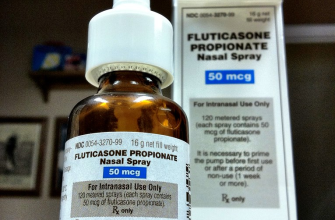 NDC 0054-3270-99 16 g net fill weight
FLUTICASONE PROPIONATE
Nasal Spray
50 mcg
For Intranasal Use Only
120 metered sprays
(each spray contains
50 mcg of fluticasone
propionate).
Rx only
NDC 0054-3270-99 16 g net
fill weight
FLUTICASONE
PROPIONATE
Nasal Spray
50 mcg
For Intranasal Use Only
120 metered sprays
(each spray contains 50 mcg of
fluticasone propionate).
It is necessary to prime
the pump before first use
or after a period of
non-use (1 week
or more).
Rx only